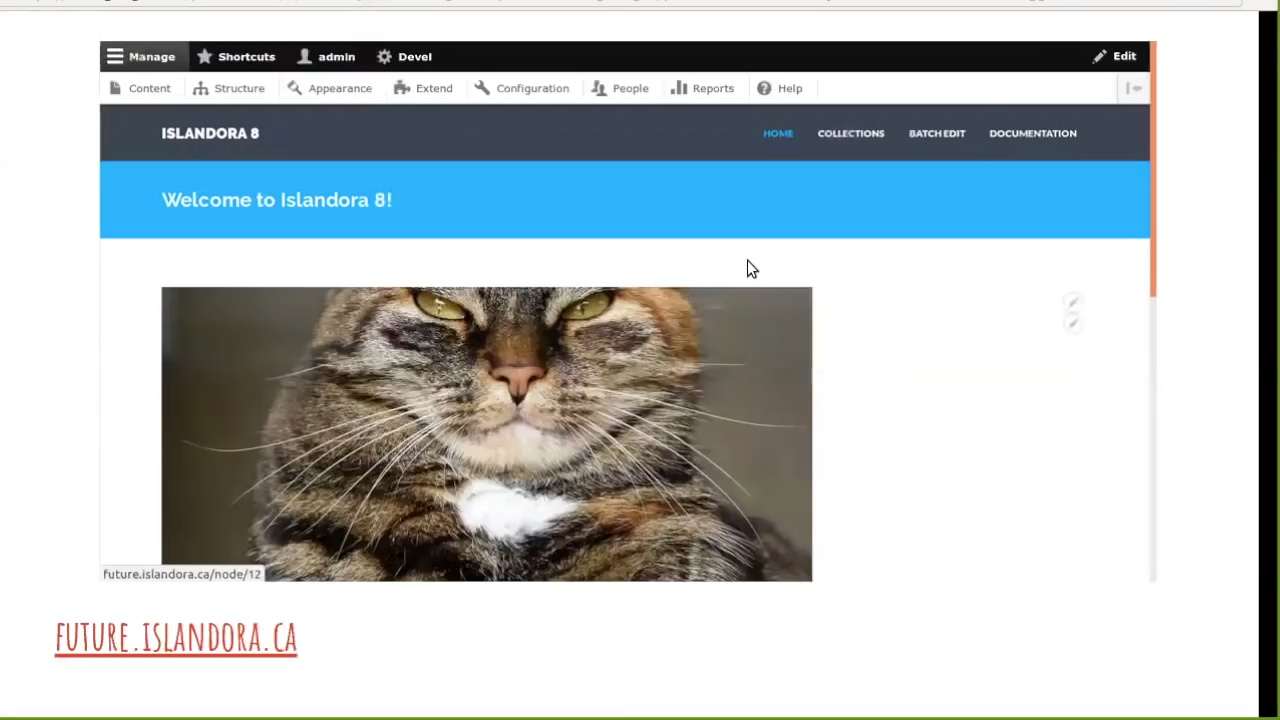 Manage Shortcuts admin Devel Edit
Content Structure Appearance Extend Configuration People Reports Help
ISLANDORA 8 HOME COLLECTIONS BATCH EDIT DOCUMENTATION
Welcome to Islandora 8!
future.islandora.ca/node/12
FUTURE.ISLANDORA.CA